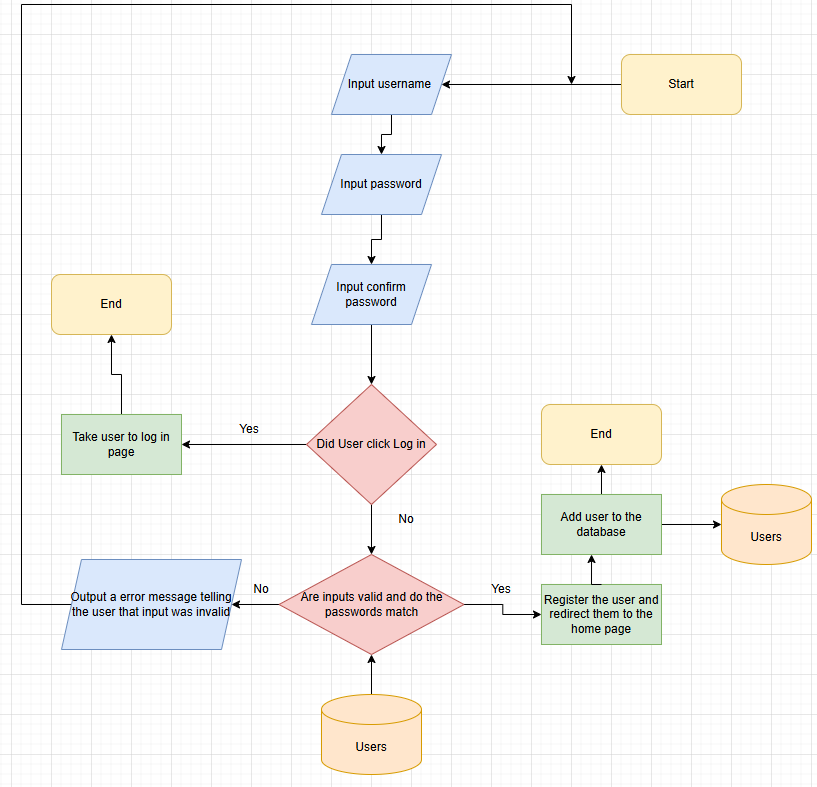 Input username
Start
Input password
Input confirm
password
End
Did User click Log in
Yes
Take user to log in
page
End
No
Add user to the
database
Users
Are inputs valid and do the
passwords match
No
Output a error message telling
the user that input was invalid
Yes
Register the user and
redirect them to the
home page
Users